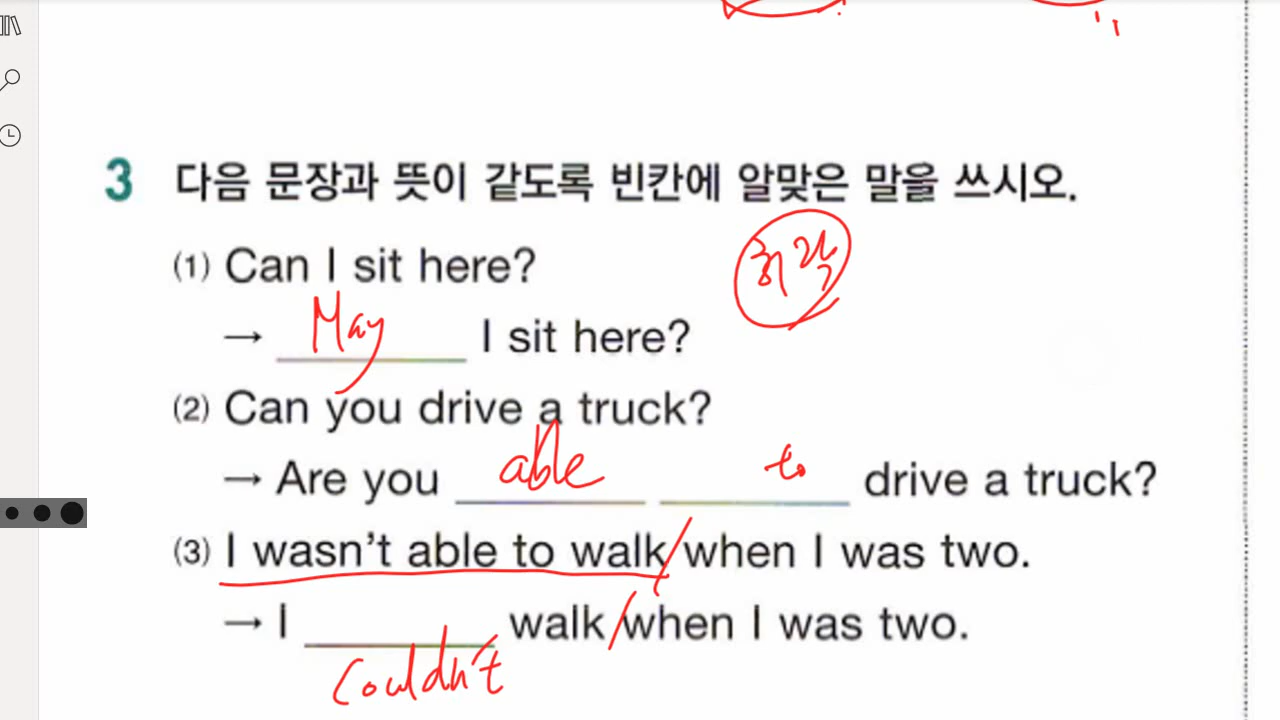 3 다음 문장과 뜻이 같도록 빈칸에 알맞은 말을 쓰시오.
(1) Can I sit here?
허락
→ May I sit here?
(2) Can you drive a truck?
→ Are you able to drive a truck?
(3) I wasn't able to walk/when I was two.
→ I couldn't walk/when I was two.